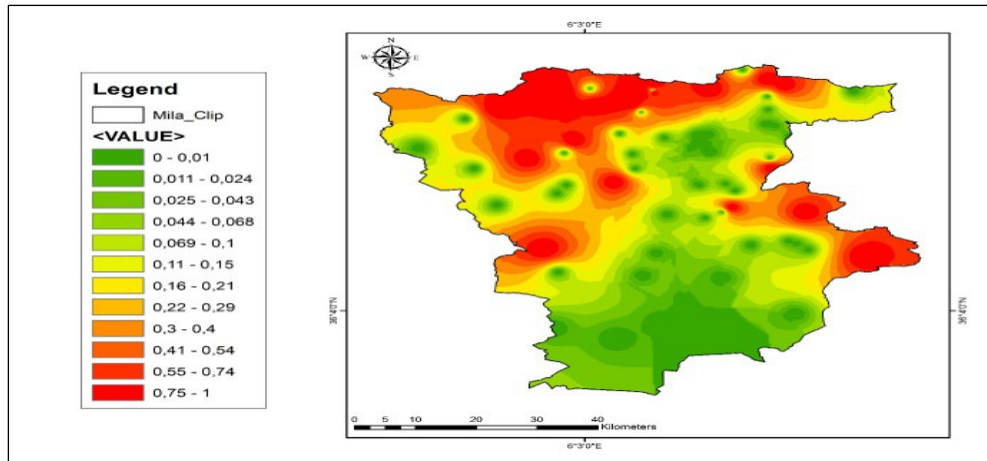 6°3'0"E
N
W E
S
Legend
Mila_Clip
<VALUE>
0 - 0,01
0,011 - 0,024
0,025 - 0,043
0,044 - 0,068
0,069 - 0,1
0,11 - 0,15
0,16 - 0,21
0,22 - 0,29
0,3 - 0,4
0,41 - 0,54
0,55 - 0,74
0,75 - 1
36°4'0"N
36°4'0"N
0 5 10 20 30 40
Kilometers
6°3'0"E